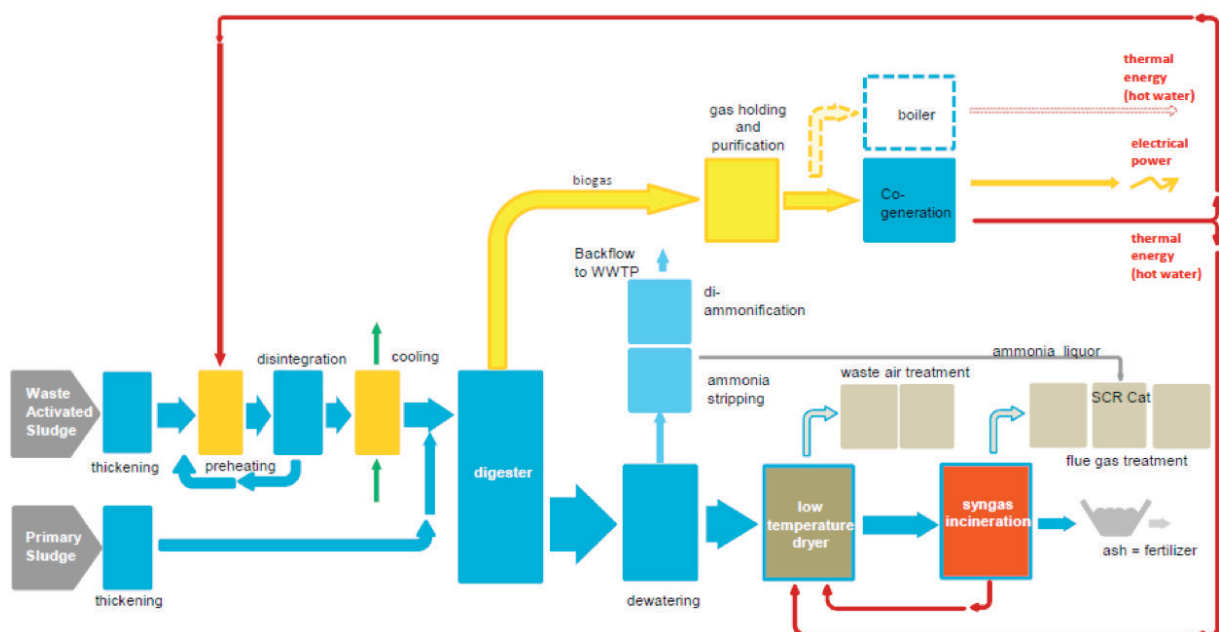 thermal
energy
(hot water)
gas holding
and
purification
boiler
electrical
power
biogas
Co-
generation
thermal
energy
(hot water)
Backflow
to WWTP
di-
ammonification
disintegration
cooling
ammonia liquor
waste air treatment
ammonia
stripping
SCR Cat
Waste
Activated
Sludge
thickening
preheating
digester
flue gas treatment
low
temperature
dryer
syngas
incineration
Primary
Sludge
ash = fertilizer
thickening
dewatering